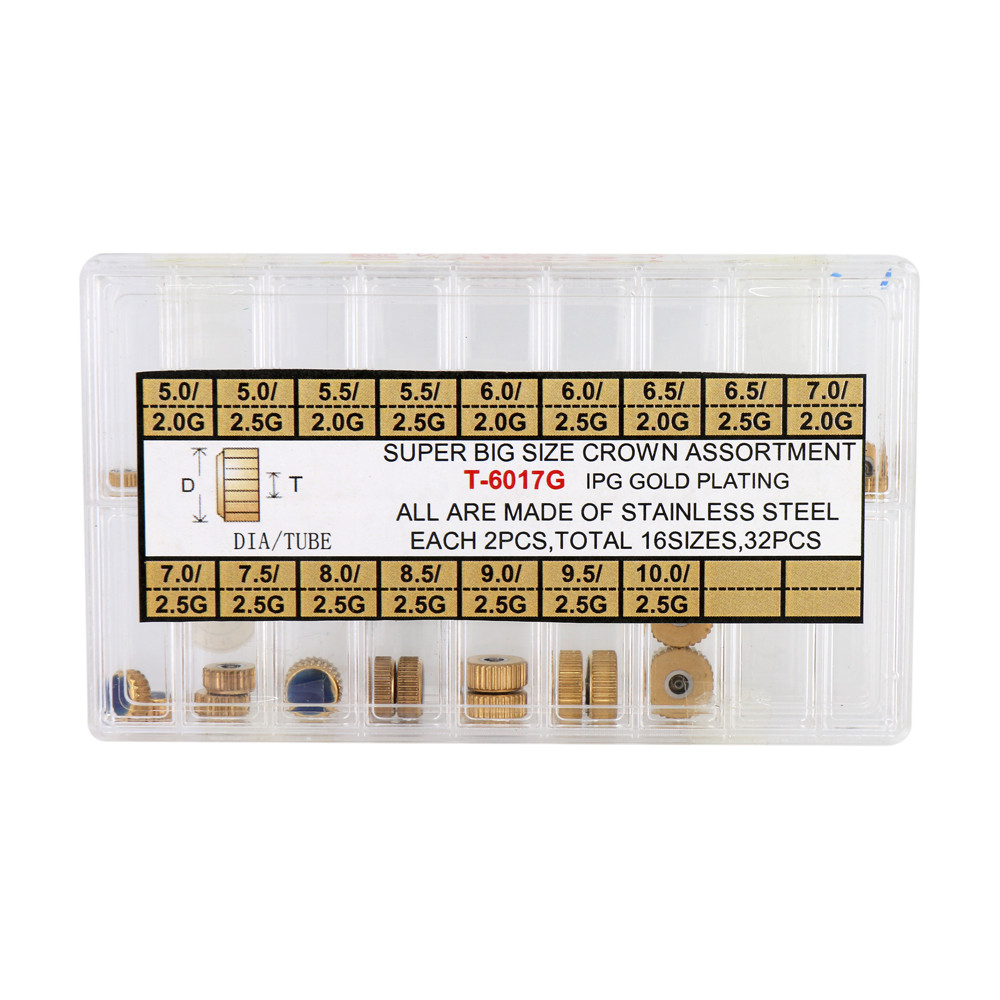 5.0/ 5.0/ 5.5/ 5.5/ 6.0/ 6.0/ 6.5/ 6.5/ 7.0/
2.0G 2.5G 2.0G 2.5G 2.0G 2.5G 2.0G 2.5G 2.0G
SUPER BIG SIZE CROWN ASSORTMENT
T-6017G IPG GOLD PLATING
D T
ALL ARE MADE OF STAINLESS STEEL
DIA/TUBE EACH 2PCS,TOTAL 16SIZES,32PCS
7.0/ 7.5/ 8.0/ 8.5/ 9.0/ 9.5/ 10.0/
2.5G 2.5G 2.5G 2.5G 2.5G 2.5G 2.5G